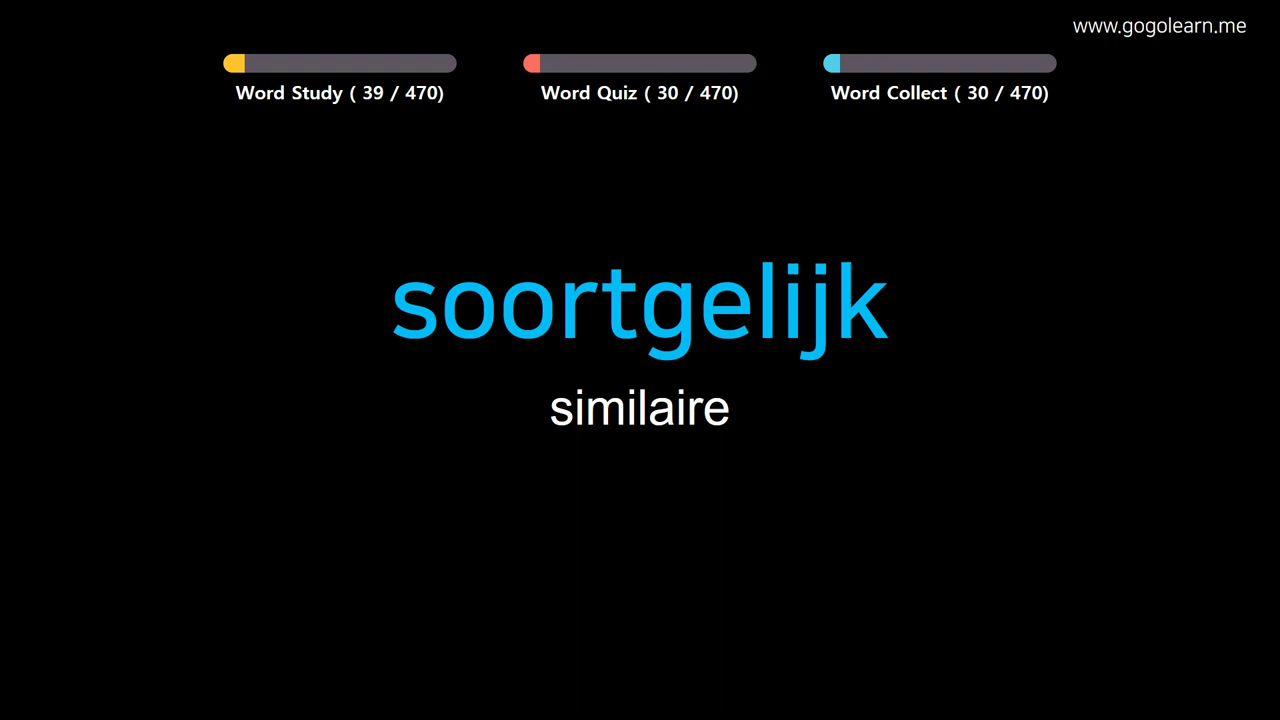 www.gogolearn.me
Word Study ( 39 / 470)
Word Quiz ( 30 / 470)
Word Collect ( 30 / 470)
soortgelijk
similaire